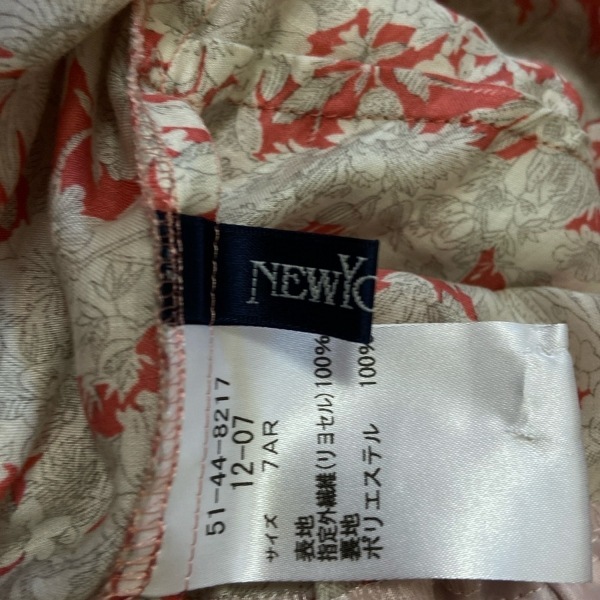 NEWYO
51-44-8217
12-07
サイズ 7AR
表地
指定外繊維(リヨセル)100%
裏地
ポリエステル 100%